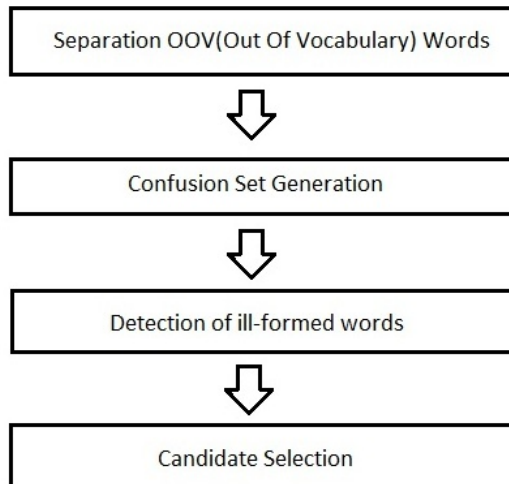 Separation OOV(Out Of Vocabulary) Words
Confusion Set Generation
Detection of ill-formed words
Candidate Selection